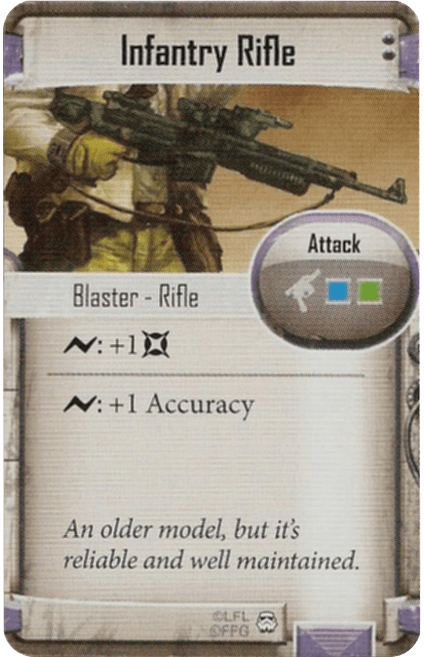 Infantry Rifle
Attack
Blaster - Rifle
: +1
: +1 Accuracy
An older model, but it's
reliable and well maintained.
©LFL
©FFG